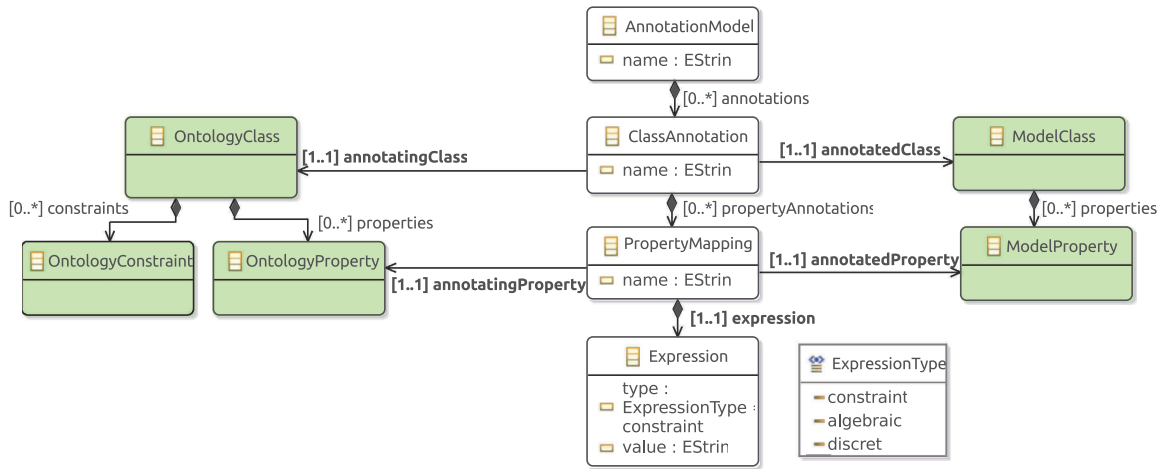 AnnotationModel
name : EStrin
[0..*] annotations
OntologyClass
ClassAnnotation
ModelClass
[1..1] annotatingClass
[1..1] annotatedClass
name : EStrin
[0..*] constraints
[0..*] properties
[0..*] propertyAnnotations
[0..*] properties
OntologyConstraint
OntologyProperty
PropertyMapping
ModelProperty
[1..1] annotatingProperty
[1..1] annotatedProperty
name : EStrin
[1..1] expression
Expression
type :
ExpressionType =
constraint
value : EStrin
ExpressionType
constraint
algebraic
discret